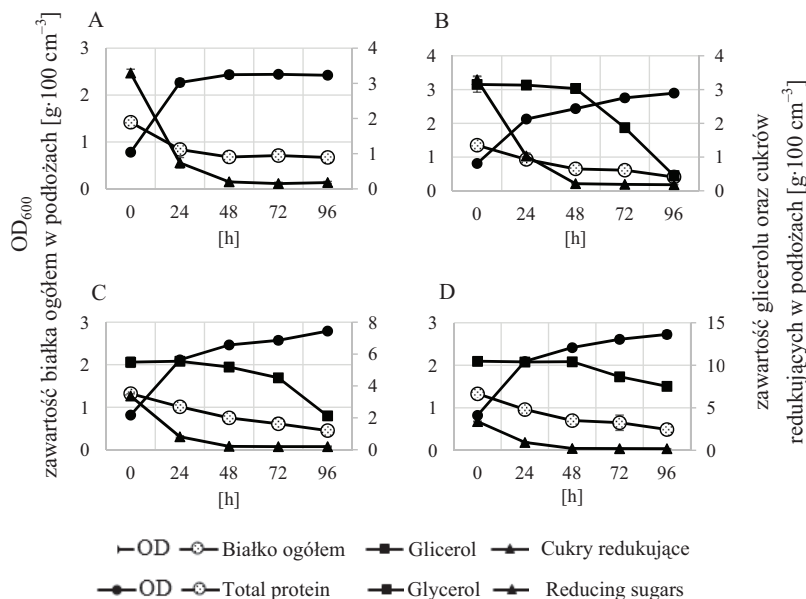 A
B
3
2
1
0
4
3
2
1
0
0 24 48 72 96
[h]
4
3
2
1
0
4
3
2
1
0
0 24 48 72 96
[h]
OD600
zawartość białka ogółem w podłożach [g·100 cm⁻³]
zawartość glicerolu oraz cukrów
redukujących w podłożach [g·100 cm⁻³]
C
D
3
2
1
0
8
6
4
2
0
0 24 48 72 96
[h]
3
2
1
0
15
10
5
0
0 24 48 72 96
[h]
OD Białko ogółem Glicerol Cukry redukujące
OD Total protein Glycerol Reducing sugars